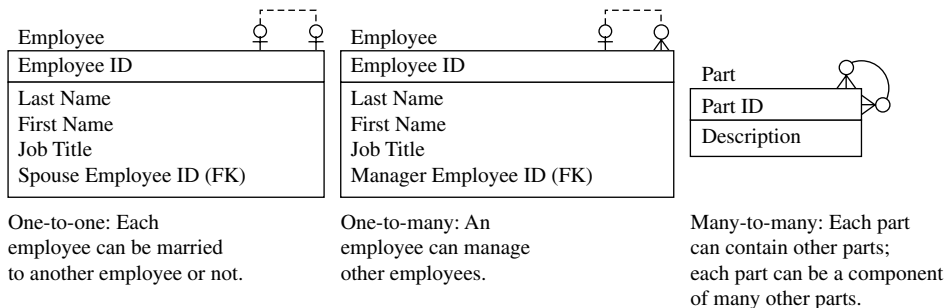 Employee
Employee ID
Last Name
First Name
Job Title
Spouse Employee ID (FK)
One-to-one: Each
employee can be married
to another employee or not.
Employee
Employee ID
Last Name
First Name
Job Title
Manager Employee ID (FK)
One-to-many: An
employee can manage
other employees.
Part
Part ID
Description
Many-to-many: Each part
can contain other parts;
each part can be a component
of many other parts.